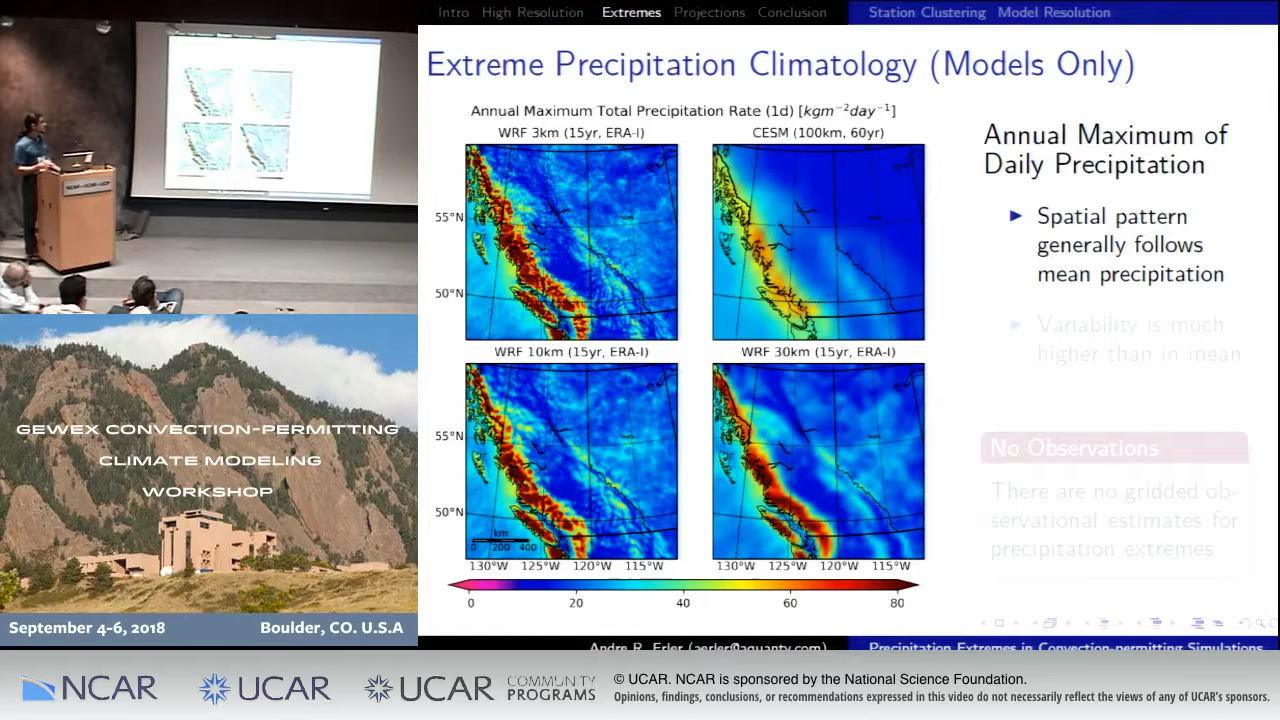 Intro High Resolution Extremes Projections Conclusion Station Clustering Model Resolution
Extreme Precipitation Climatology (Models Only)
Annual Maximum Total Precipitation Rate (1d) [kgm⁻²day⁻¹]
WRF 3km (15yr, ERA-I) CESM (100km, 60yr)
55°N
50°N
WRF 10km (15yr, ERA-I) WRF 30km (15yr, ERA-I)
55°N
50°N
km
0 200 400
130°W 125°W 120°W 115°W 130°W 125°W 120°W 115°W
0 20 40 60 80
Annual Maximum of
Daily Precipitation
Spatial pattern
generally follows
mean precipitation
Variability is much
higher than in mean
No Observations
There are no gridded ob-
servational estimates for
precipitation extremes
Andre R. Erler (aerler@aquanty.com) Precipitation Extremes in Convection-permitting Simulations
NCAR-UCAR-UCP
GEWEX CONVECTION-PERMITTING
CLIMATE MODELING
WORKSHOP
September 4-6, 2018 Boulder, CO. U.S.A
NCAR UCAR UCAR COMMUNITY
PROGRAMS
© UCAR. NCAR is sponsored by the National Science Foundation.
Opinions, findings, conclusions, or recommendations expressed in this video do not necessarily reflect the views of any of UCAR's sponsors.